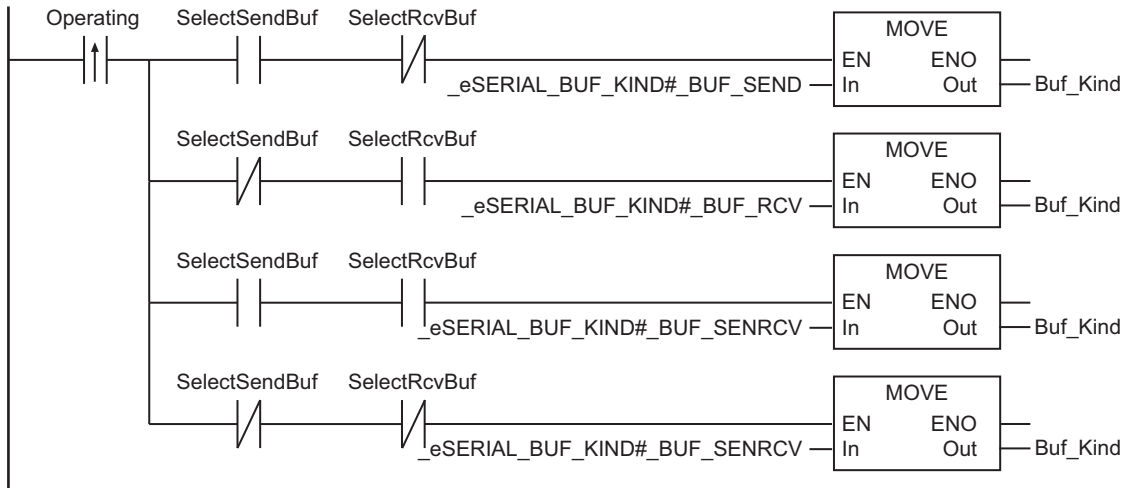 Operating SelectSendBuf SelectRcvBuf
MOVE
EN ENO
_eSERIAL_BUF_KIND#_BUF_SEND In Out Buf_Kind
SelectSendBuf SelectRcvBuf
MOVE
EN ENO
_eSERIAL_BUF_KIND#_BUF_RCV In Out Buf_Kind
SelectSendBuf SelectRcvBuf
MOVE
EN ENO
_eSERIAL_BUF_KIND#_BUF_SENRCV In Out Buf_Kind
SelectSendBuf SelectRcvBuf
MOVE
EN ENO
_eSERIAL_BUF_KIND#_BUF_SENRCV In Out Buf_Kind